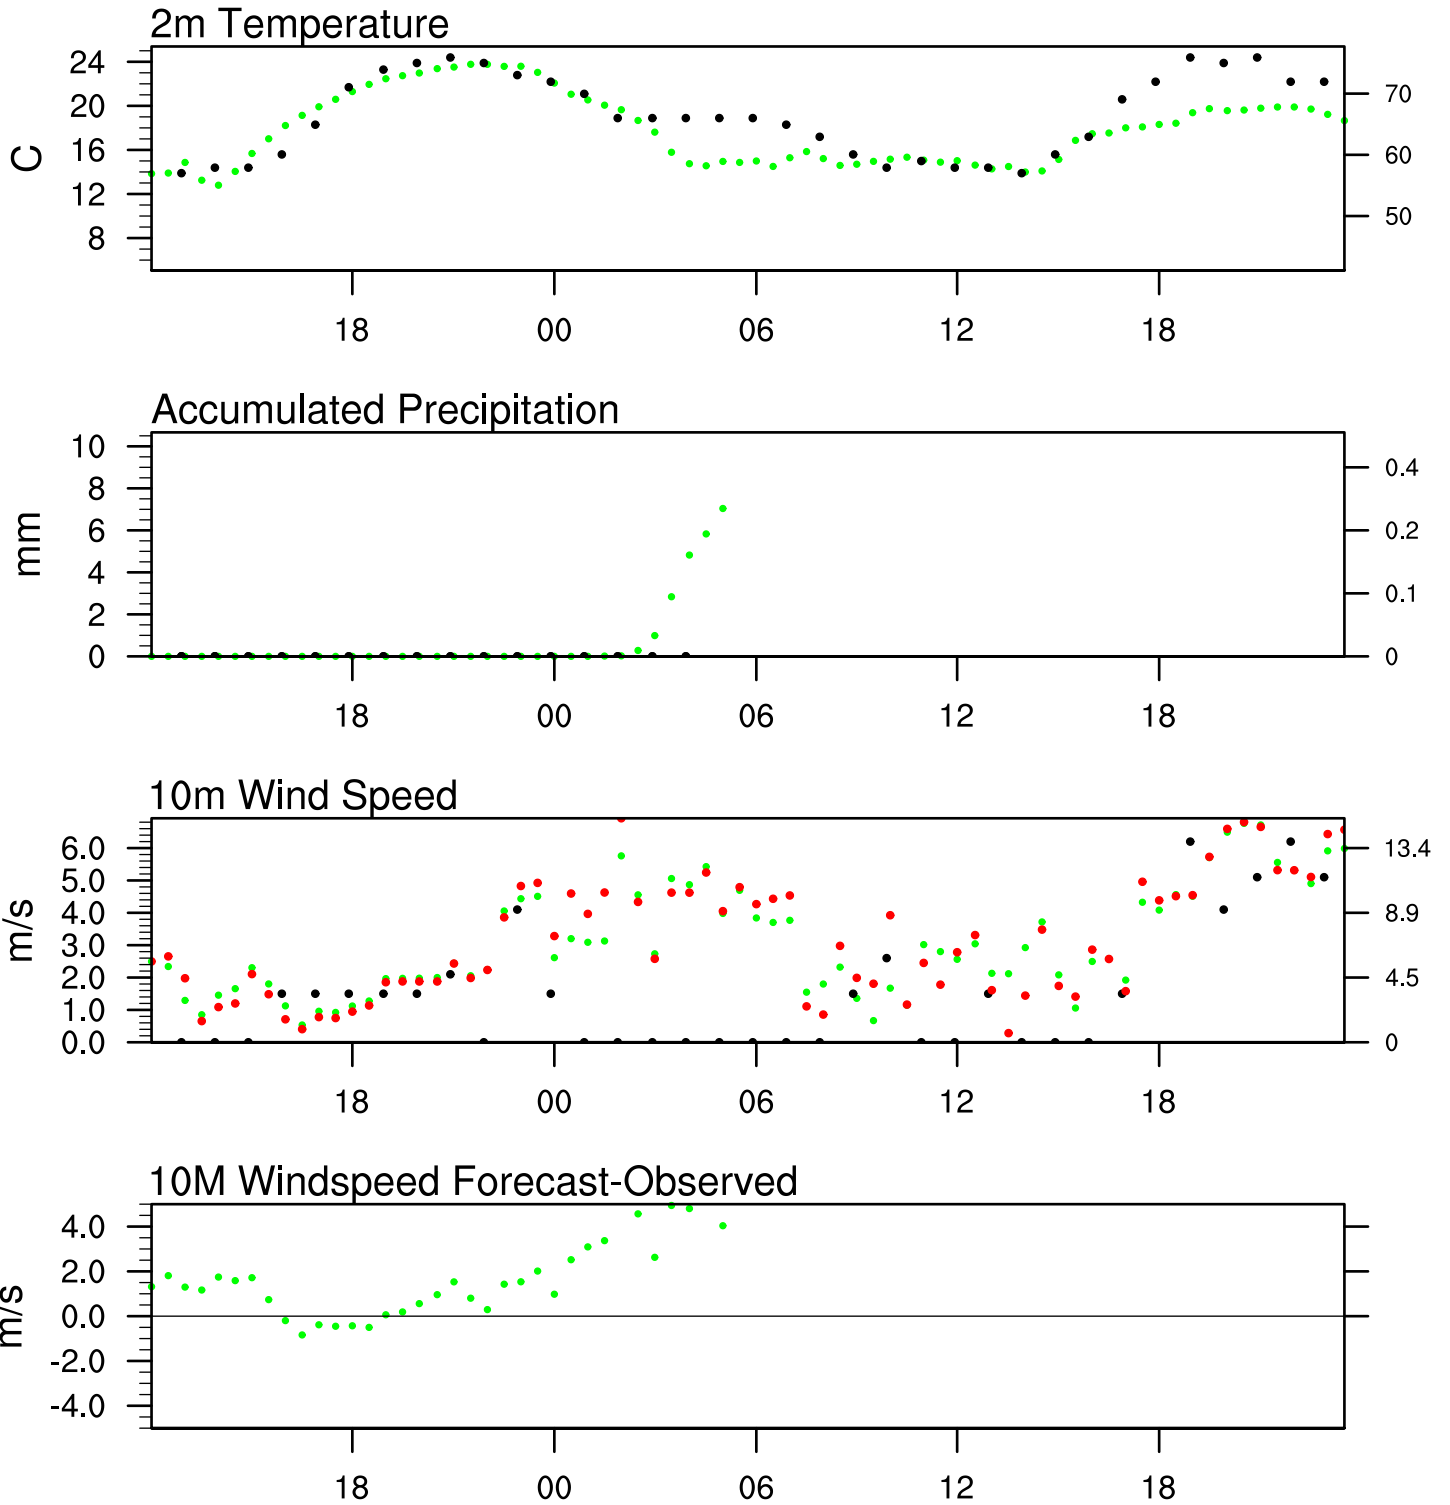 2m Temperature
24
20
16
12
8
C
70
60
50
18 00 06 12 18
Accumulated Precipitation
10
8
6
4
2
0
mm
0.4
0.2
0.1
0
18 00 06 12 18
10m Wind Speed
6.0
5.0
4.0
3.0
2.0
1.0
0.0
m/s
13.4
8.9
4.5
0
18 00 06 12 18
10M Windspeed Forecast-Observed
4.0
2.0
0.0
-2.0
-4.0
m/s
18 00 06 12 18